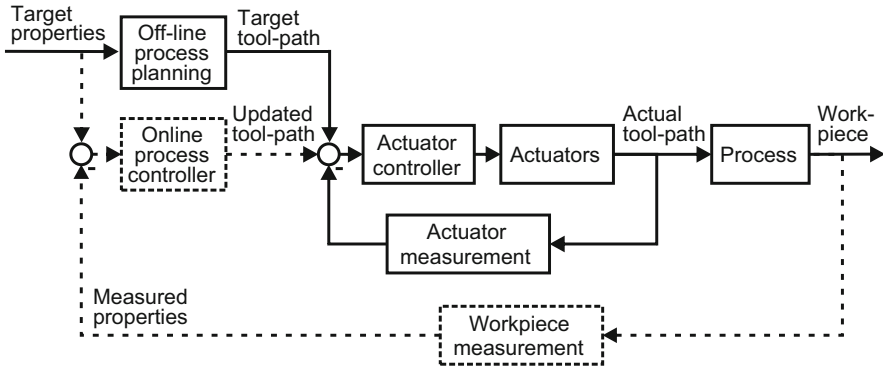 Target
properties
Off-line
process
planning
Target
tool-path
Online
process
controller
Updated
tool-path
Actuator
controller
Actuators
Actual
tool-path
Process
Work-
piece
-
-
Actuator
measurement
Measured
properties
Workpiece
measurement